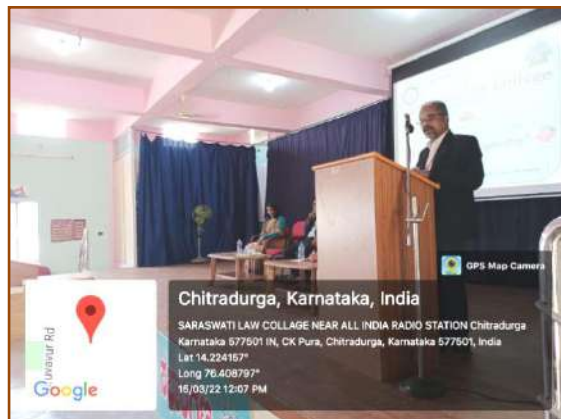 GPS Map Camera
Chitradurga, Karnataka, India
SARASWATI LAW COLLAGE NEAR ALL INDIA RADIO STATION Chitradurga
Karnataka 577501 IN, CK Pura, Chitradurga, Karnataka 577501, India
Lat 14.224157°
Long 76.408797°
15/03/22 12:07 PM
Google